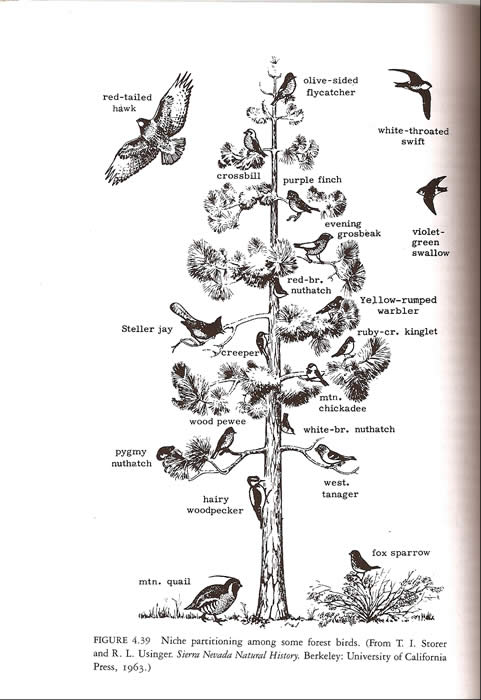 olive-sided
flycatcher
red-tailed
hawk
white-throated
swift
crossbill
purple finch
evening
grosbeak
violet-
green
swallow
red-br.
nuthatch
Yellow-rumped
warbler
Steller jay
ruby-cr. kinglet
creeper
mtn.
chickadee
wood pewee
white-br. nuthatch
pygmy
nuthatch
west.
tanager
hairy
woodpecker
fox sparrow
mtn. quail
FIGURE 4.39 Niche partitioning among some forest birds. (From T. I. Storer
and R. L. Usinger. Sierra Nevada Natural History. Berkeley: University of California
Press, 1963.)